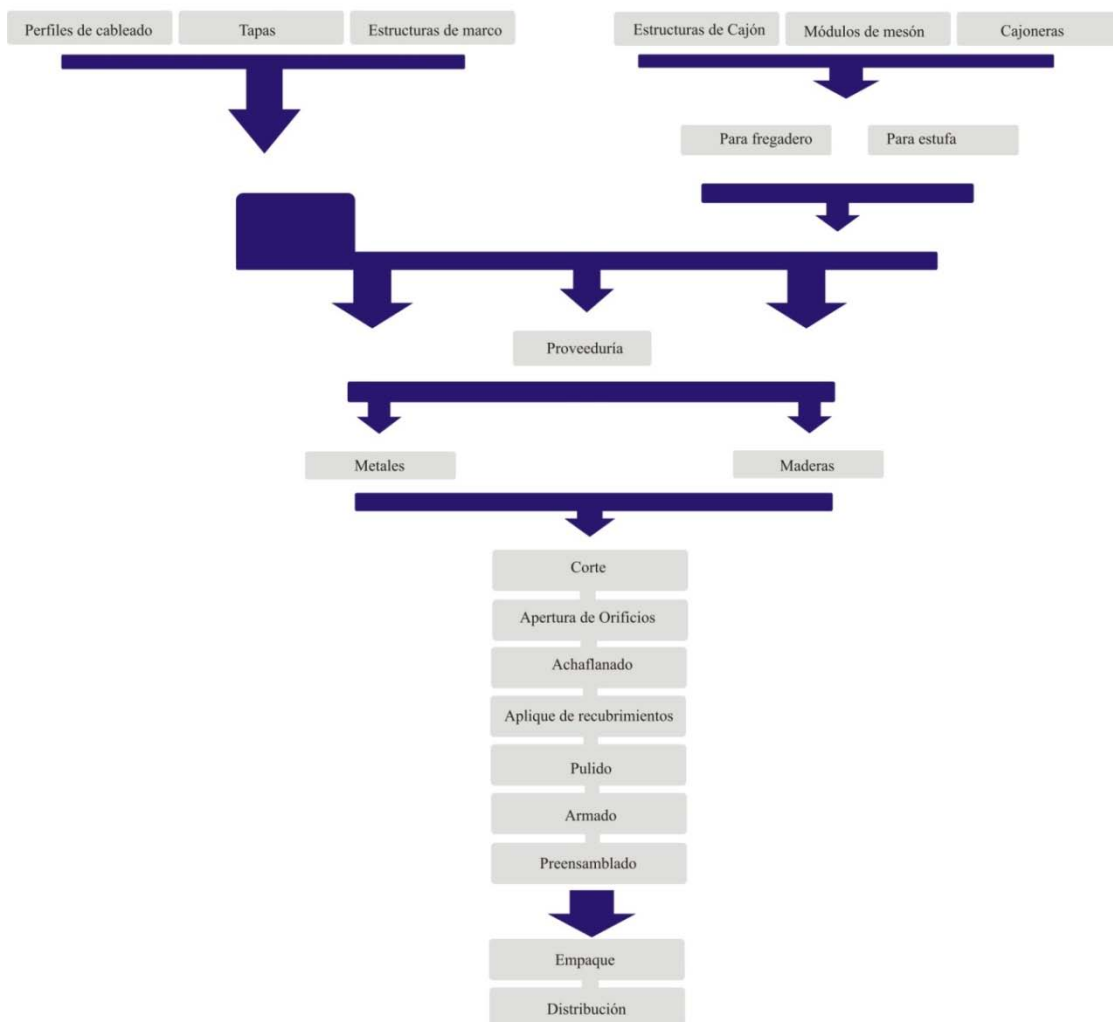 Perfiles de cableado
Tapas
Estructuras de marco
Estructuras de Cajón
Módulos de mesón
Cajoneras
Para fregadero
Para estufa
Proveeduría
Metales
Maderas
Corte
Apertura de Orificios
Achaflanado
Aplique de recubrimientos
Pulido
Armado
Preensamblado
Empaque
Distribución